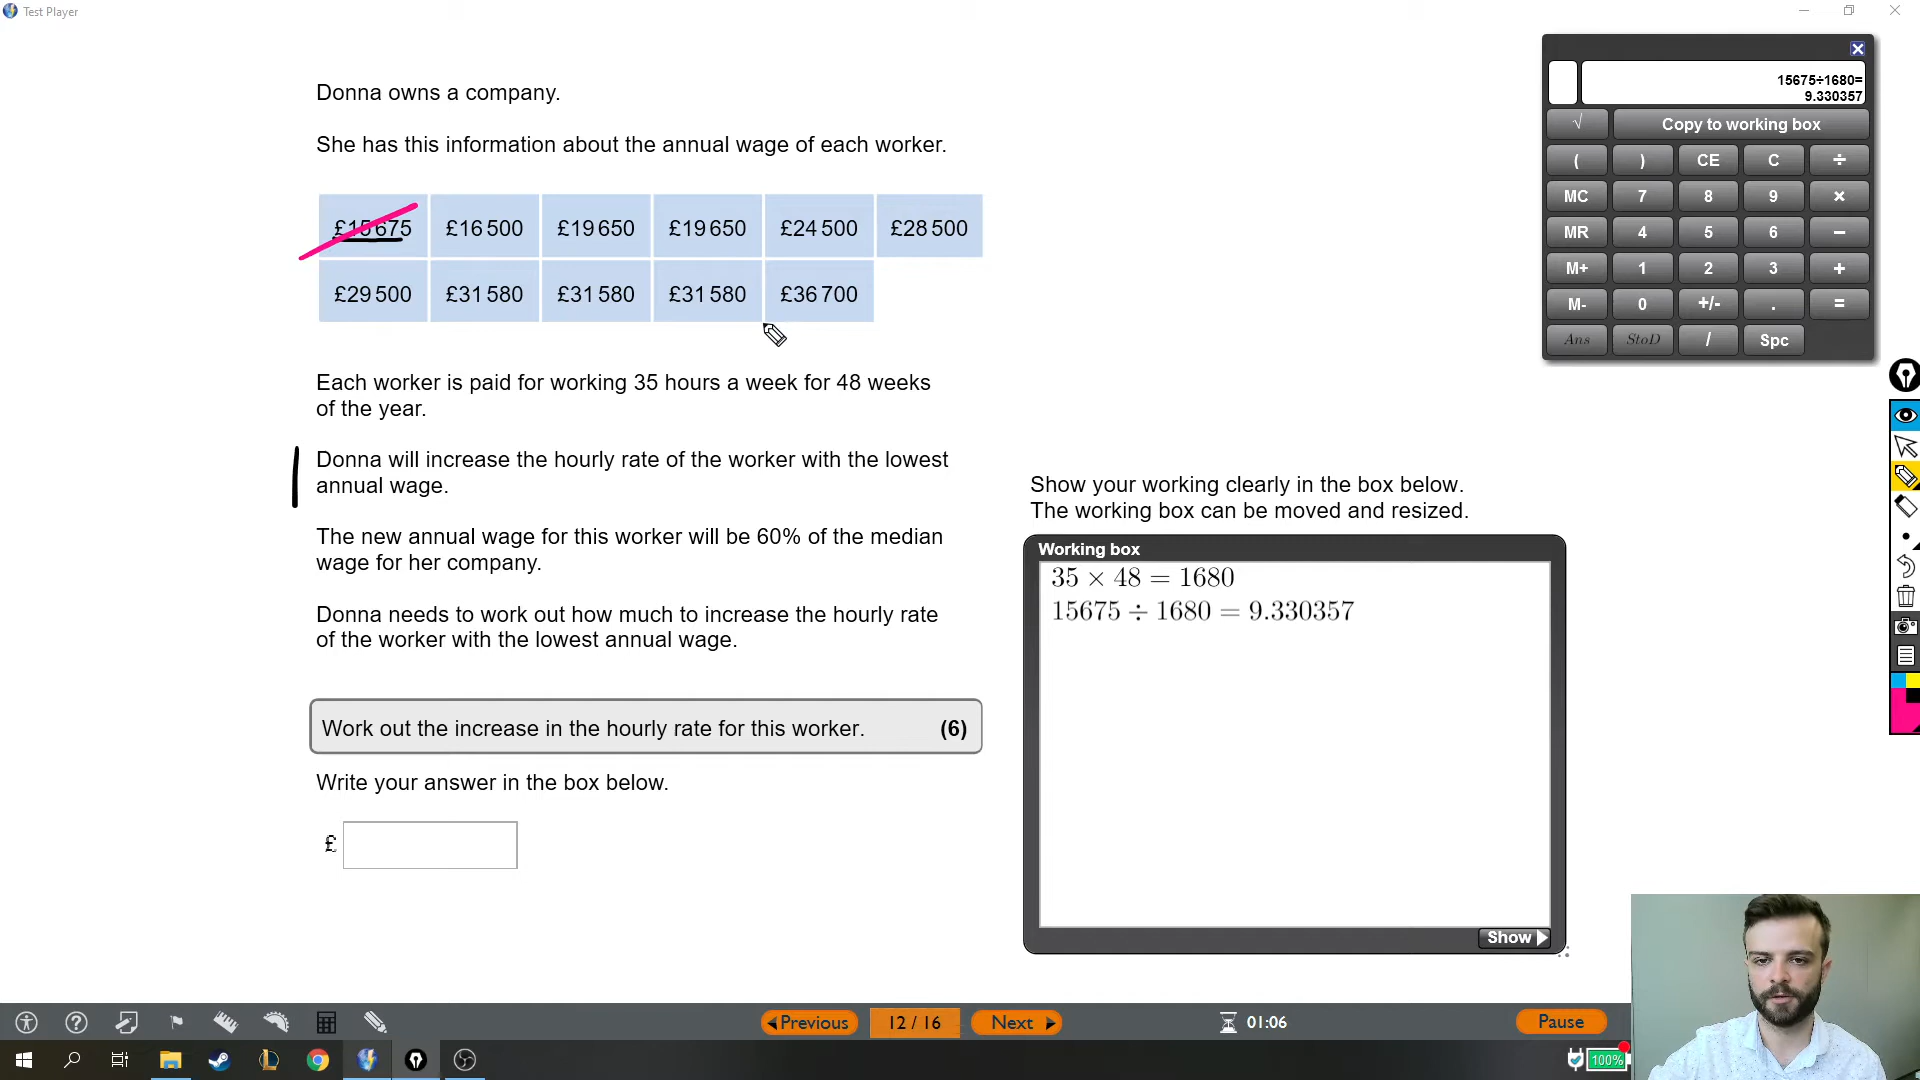 Test Player
Donna owns a company.
She has this information about the annual wage of each worker.
£15 675 £16 500 £19 650 £19 650 £24 500 £28 500
£29 500 £31 580 £31 580 £31 580 £36 700
Each worker is paid for working 35 hours a week for 48 weeks
of the year.
Donna will increase the hourly rate of the worker with the lowest
annual wage.
The new annual wage for this worker will be 60% of the median
wage for her company.
Donna needs to work out how much to increase the hourly rate
of the worker with the lowest annual wage.
Work out the increase in the hourly rate for this worker. (6)
Write your answer in the box below.
£
15675÷1680=
9.330357
√ Copy to working box
( ) CE C ÷
MC 7 8 9 ×
MR 4 5 6 −
M+ 1 2 3 +
M- 0 +/- . =
Ans StoD / Spc
Show your working clearly in the box below.
The working box can be moved and resized.
Working box
35 × 48 = 1680
15675 ÷ 1680 = 9.330357
Show
Previous 12 / 16 Next 01:06 Pause
100%